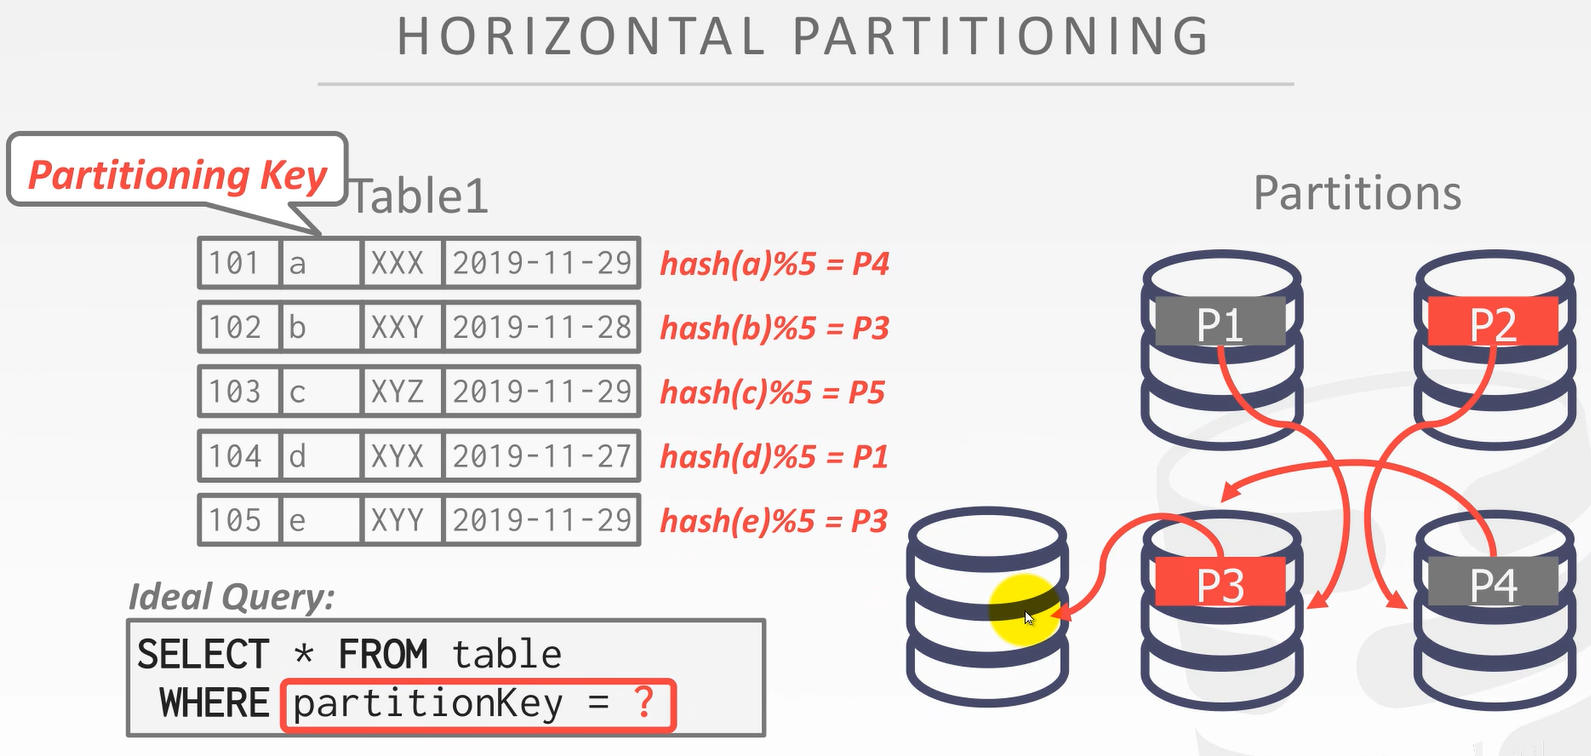 HORIZONTAL PARTITIONING
Partitioning Key
Table1
101 a XXX 2019-11-29 hash(a)%5 = P4
102 b XXY 2019-11-28 hash(b)%5 = P3
103 c XYZ 2019-11-29 hash(c)%5 = P5
104 d XYX 2019-11-27 hash(d)%5 = P1
105 e XYY 2019-11-29 hash(e)%5 = P3
Ideal Query:
SELECT * FROM table
WHERE partitionKey = ?
Partitions
P1 P2
P3 P4